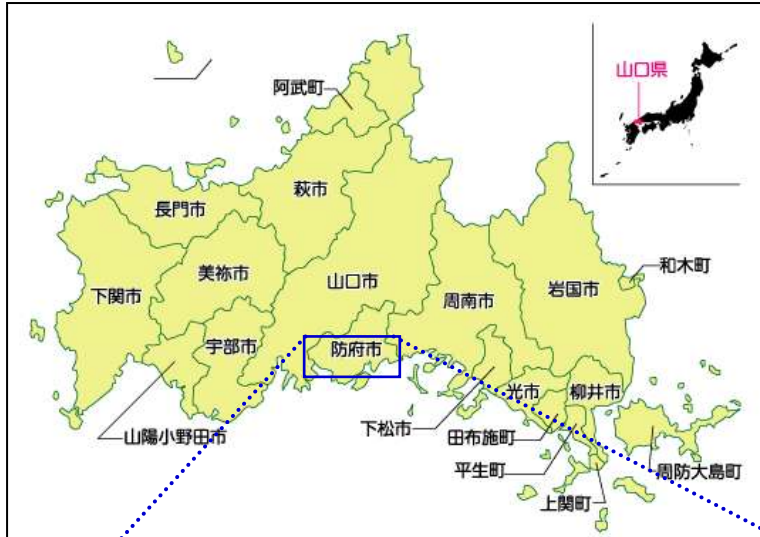 阿武町
山口県
萩市
長門市
美祢市
山口市
和木町
下関市
周南市
岩国市
宇部市
防府市
光市
柳井市
山陽小野田市
下松市
田布施町
平生町
周防大島町
上関町